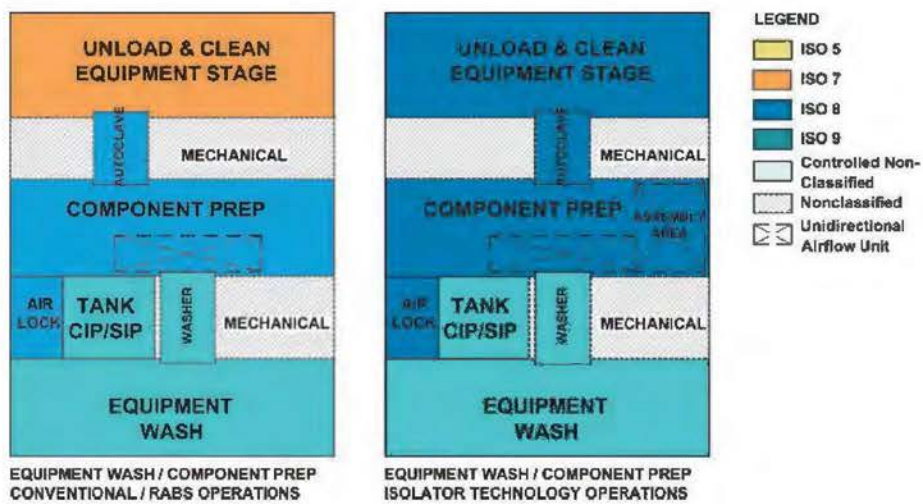 UNLOAD & CLEAN
EQUIPMENT STAGE
AUTOCLAVE
MECHANICAL
COMPONENT PREP
AIR
LOCK
TANK
CIP/SIP
WASHER
MECHANICAL
EQUIPMENT
WASH
EQUIPMENT WASH / COMPONENT PREP
CONVENTIONAL / RABS OPERATIONS
UNLOAD & CLEAN
EQUIPMENT STAGE
AUTOCLAVE
MECHANICAL
COMPONENT PREP
ASSEMBLY
AREA
AIR
LOCK
TANK
CIP/SIP
WASHER
MECHANICAL
EQUIPMENT
WASH
EQUIPMENT WASH / COMPONENT PREP
ISOLATOR TECHNOLOGY OPERATIONS
LEGEND
ISO 5
ISO 7
ISO 8
ISO 9
Controlled Non-
Classified
Nonclassified
Unidirectional
Airflow Unit